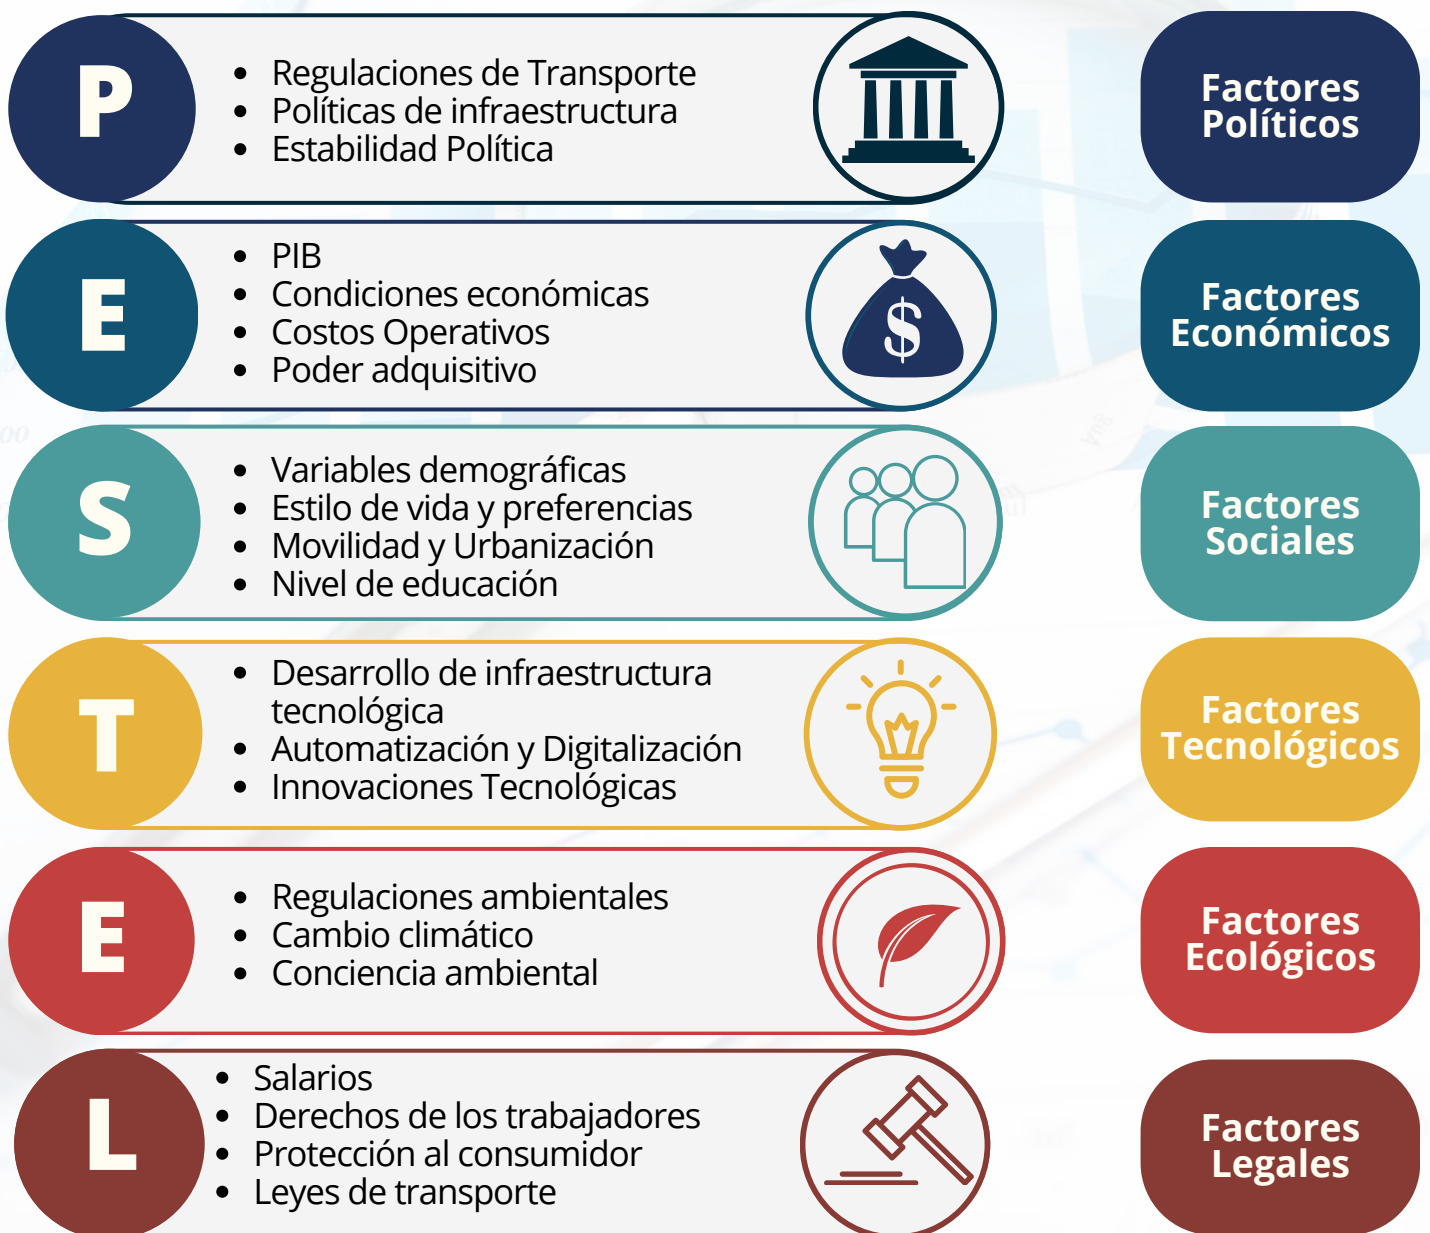 P
• Regulaciones de Transporte
• Políticas de infraestructura
• Estabilidad Política
Factores
Políticos
E
• PIB
• Condiciones económicas
• Costos Operativos
• Poder adquisitivo
$
Factores
Económicos
S
• Variables demográficas
• Estilo de vida y preferencias
• Movilidad y Urbanización
• Nivel de educación
Factores
Sociales
T
• Desarrollo de infraestructura
tecnológica
• Automatización y Digitalización
• Innovaciones Tecnológicas
Factores
Tecnológicos
E
• Regulaciones ambientales
• Cambio climático
• Conciencia ambiental
Factores
Ecológicos
L
• Salarios
• Derechos de los trabajadores
• Protección al consumidor
• Leyes de transporte
Factores
Legales